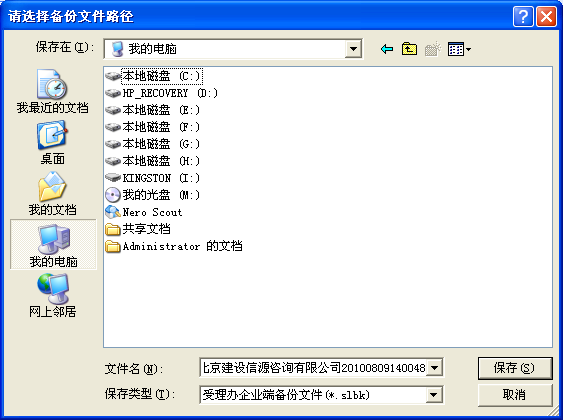 请选择备份文件路径
保存在(I):
我的电脑
我最近的文档
桌面
我的文档
我的电脑
网上邻居
本地磁盘 (C:)
HP_RECOVERY (D:)
本地磁盘 (E:)
本地磁盘 (F:)
本地磁盘 (G:)
本地磁盘 (H:)
KINGSTON (I:)
我的光盘 (M:)
Nero Scout
共享文档
Administrator 的文档
文件名(N):
京建设信源咨询有限公司20100809140048
保存(S)
保存类型(T):
受理办企业端备份文件(*.slbk)
取消